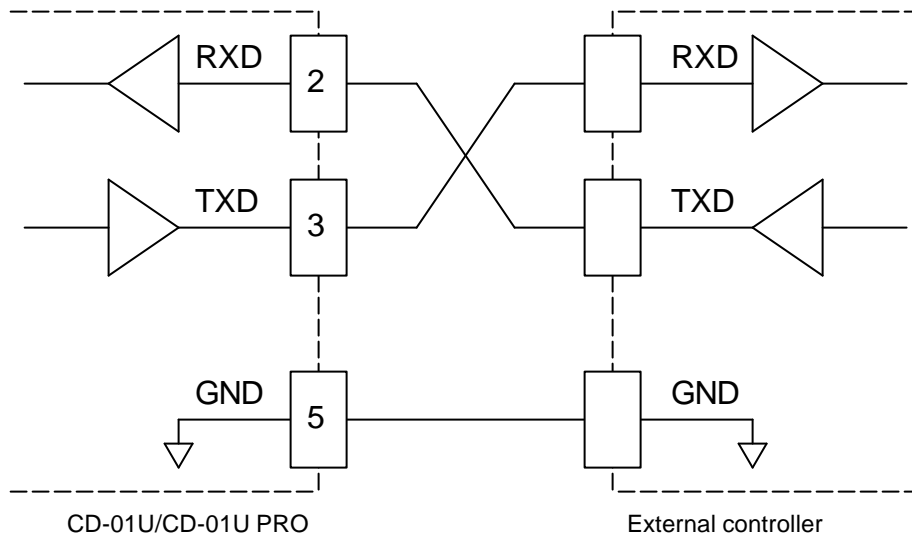 RXD
2
RXD
TXD
3
TXD
GND
5
GND
CD-01U/CD-01U PRO
External controller